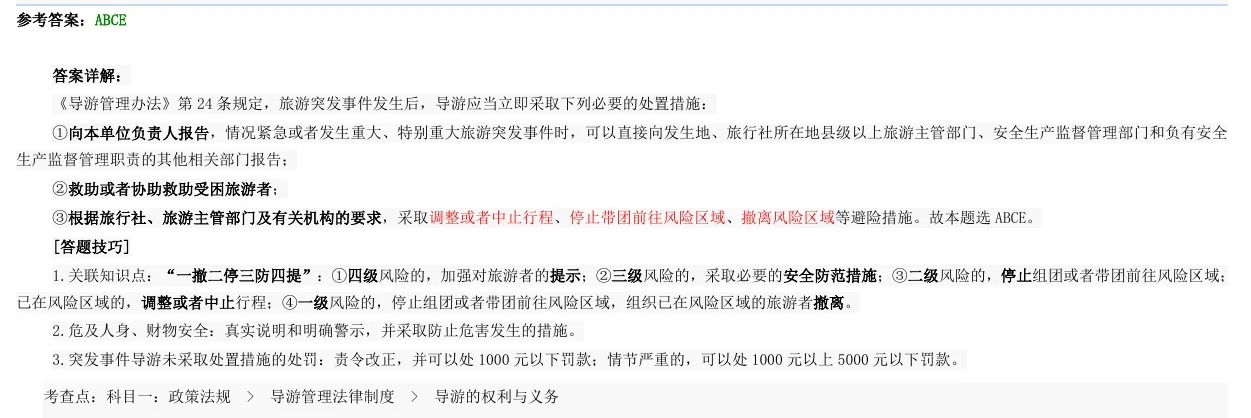 参考答案：ABCE
答案详解：
《导游管理办法》第 24 条规定，旅游突发事件发生后，导游应当立即采取下列必要的处置措施：
①向本单位负责人报告，情况紧急或者发生重大、特别重大旅游突发事件时，可以直接向发生地、旅行社所在地县级以上旅游主管部门、安全生产监督管理部门和负有安全
生产监督管理职责的其他相关部门报告；
②救助或者协助救助受困旅游者；
③根据旅行社、旅游主管部门及有关机构的要求，采取调整或者中止行程、停止带团前往风险区域、撤离风险区域等避险措施。故本题选 ABCE。
[答题技巧]
1.关联知识点：“一撤二停三防四提”：①四级风险的，加强对旅游者的提示；②三级风险的，采取必要的安全防范措施；③二级风险的，停止组团或者带团前往风险区域；
已在风险区域的，调整或者中止行程；④一级风险的，停止组团或者带团前往风险区域，组织已在风险区域的旅游者撤离。
2.危及人身、财物安全：真实说明和明确警示，并采取防止危害发生的措施。
3.突发事件导游未采取处置措施的处罚：责令改正，并可以处 1000 元以下罚款；情节严重的，可以处 1000 元以上 5000 元以下罚款。
考查点：科目一：政策法规 > 导游管理法律制度 > 导游的权利与义务